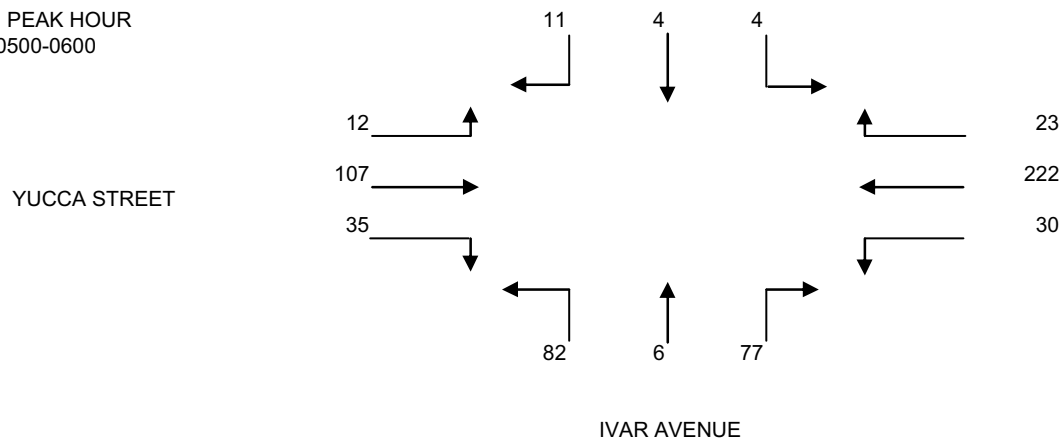 PEAK HOUR
0500-0600
11 4 4
12 23
107 222
YUCCA STREET
35 30
82 6 77
IVAR AVENUE